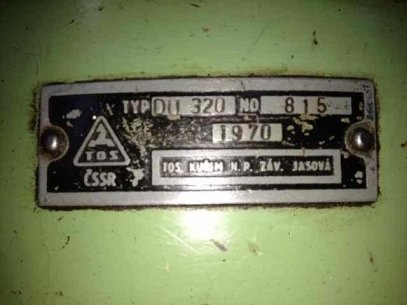 TYP DU 320 NO 815
1970
TOS
ČSSR
TOS KUŘIM N.P. ZÁV. JASOVÁ